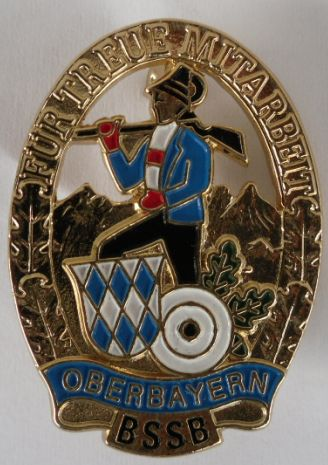 FÜR TREUE MITARBEIT
OBERBAYERN
BSSB